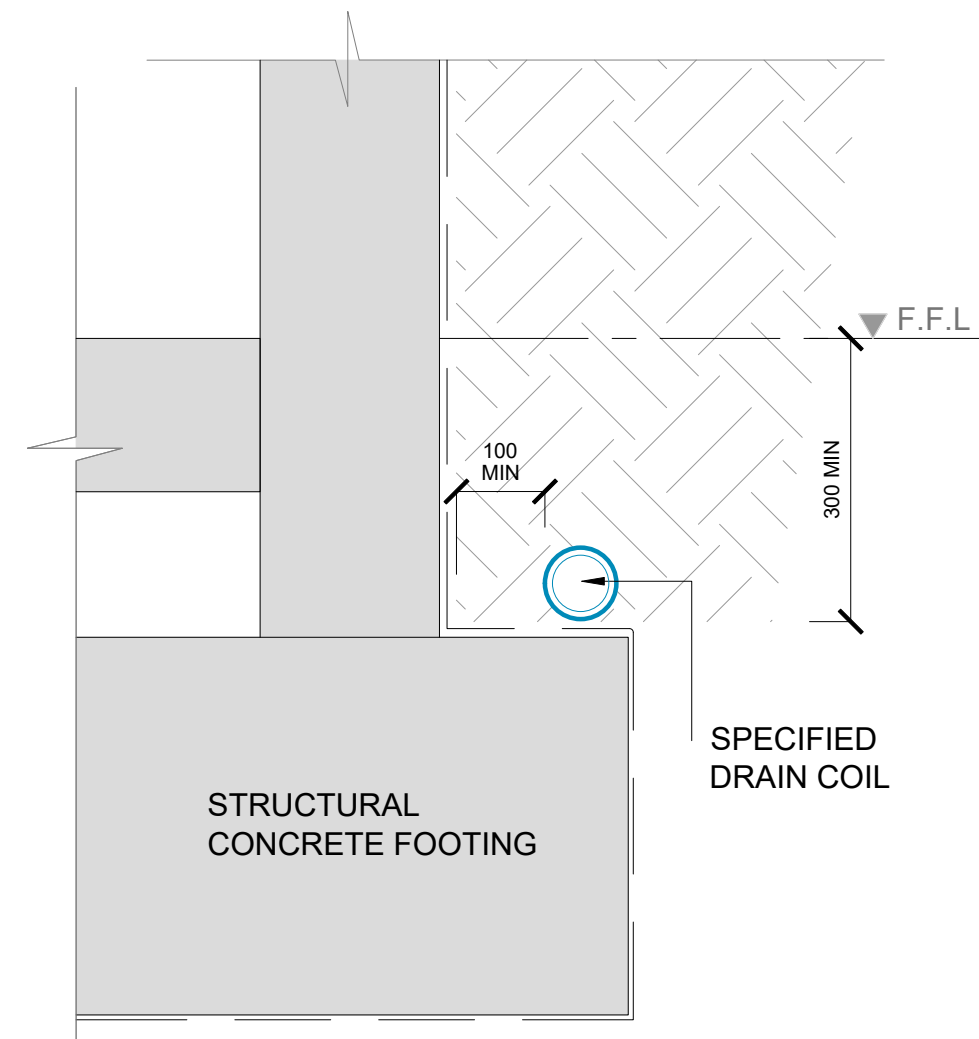 F.F.L
100
MIN
300 MIN
SPECIFIED
DRAIN COIL
STRUCTURAL
CONCRETE FOOTING